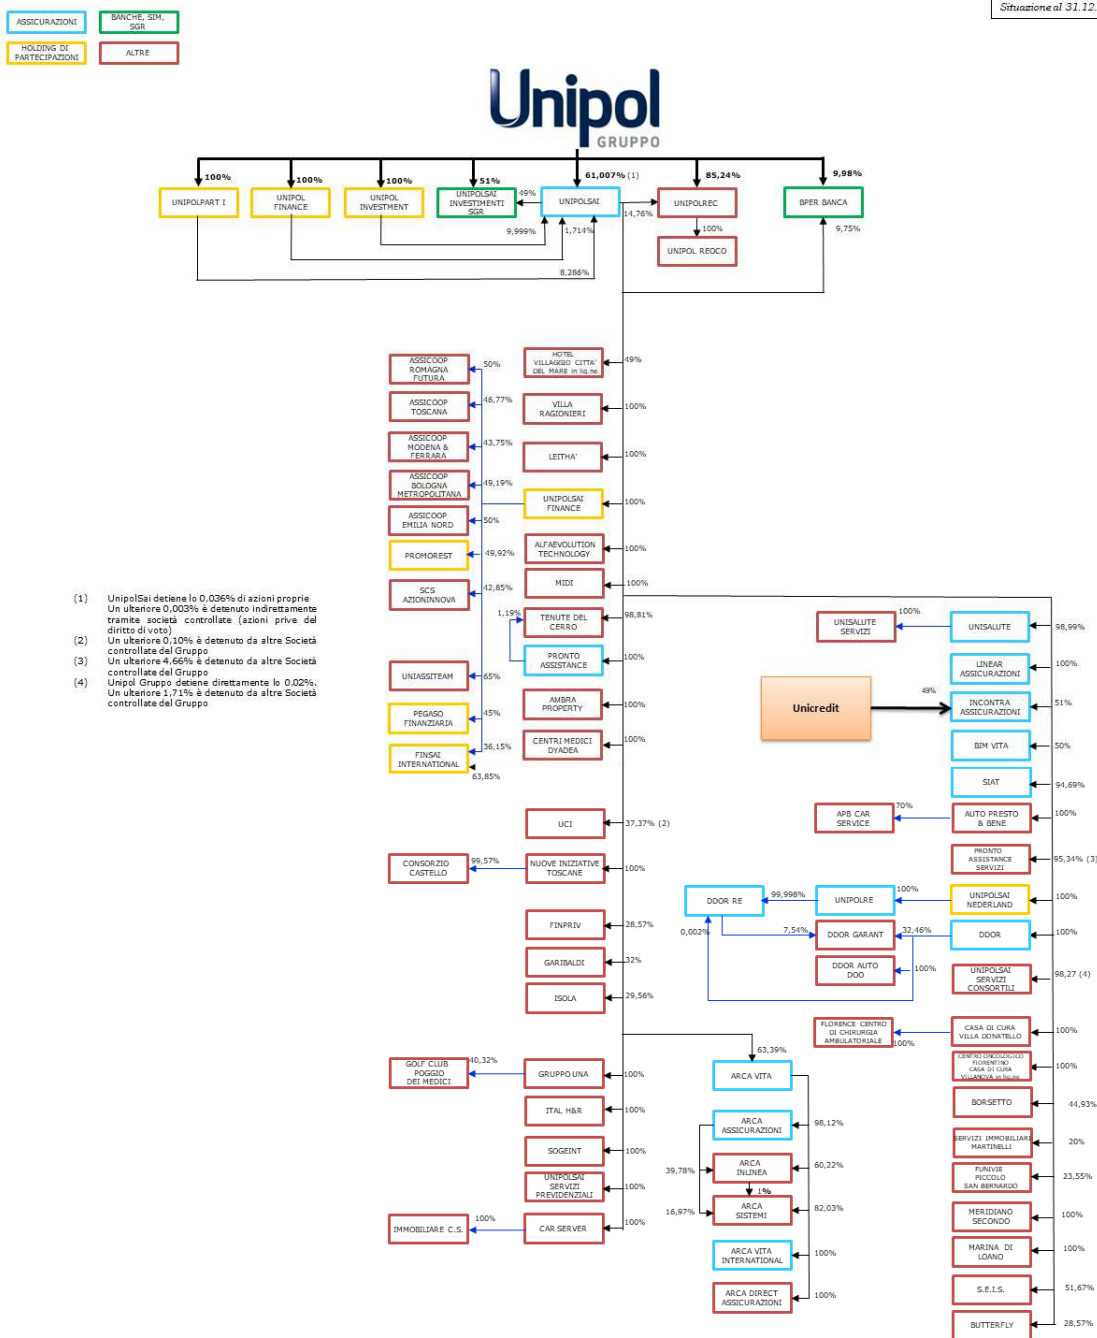 Situazione al 31.12.
ASSICURAZIONI
BANCHE, SIM,
SGR
HOLDING DI
PARTECIPAZIONI
ALTRE
Unipol
GRUPPO
100%
100%
100%
51%
61,007% (1)
85,24%
9,98%
UNIPOLPART I
UNIPOL
FINANCE
UNIPOL
INVESTMENT
UNIPOLSAI
INVESTIMENTI
SGR
49%
UNIPOLSAI
14,76%
UNIPOLREC
BPER BANCA
9,999%
1,714%
100%
9,75%
UNIPOL REOCO
8,286%
ASSICOOP
ROMAGNA
FUTURA
50%
HOTEL
VILLAGGIO CITTA'
DEL MARE in liq.ne
49%
ASSICOOP
TOSCANA
46,77%
VILLA
RAGIONIERI
100%
ASSICOOP
MODENA &
FERRARA
43,75%
LEITHA'
100%
ASSICOOP
BOLOGNA
METROPOLITANA
49,19%
UNIPOLSAI
FINANCE
100%
ASSICOOP
EMILIA NORD
50%
PROMOREST
49,92%
ALFAEVOLUTION
TECHNOLOGY
100%
SCS
AZIONINNOVA
42,85%
MIDI
100%
(1) UnipolSai detiene lo 0,036% di azioni proprie
Un ulteriore 0,003% è detenuto indirettamente
tramite società controllate (azioni prive del
diritto di voto)
(2) Un ulteriore 0,10% è detenuto da altre Società
controllate del Gruppo
(3) Un ulteriore 4,66% è detenuto da altre Società
controllate del Gruppo
(4) Unipol Gruppo detiene direttamente lo 0,02%.
Un ulteriore 1,71% è detenuto da altre Società
controllate del Gruppo
1,19%
TENUTE DEL
CERRO
98,81%
PRONTO
ASSISTANCE
100%
UNIASSITEAM
65%
AMBRA
PROPERTY
100%
PEGASO
FINANZIARIA
45%
CENTRI MEDICI
DYADEA
100%
FINSAI
INTERNATIONAL
36,15%
63,85%
UNISALUTE
SERVIZI
100%
UNISALUTE
98,99%
LINEAR
ASSICURAZIONI
100%
Unicredit
49%
INCONTRA
ASSICURAZIONI
51%
BIM VITA
50%
SIAT
94,69%
UCI
37,37% (2)
APB CAR
SERVICE
70%
AUTO PRESTO
& BENE
100%
CONSORZIO
CASTELLO
99,57%
NUOVE INIZIATIVE
TOSCANE
100%
PRONTO
ASSISTANCE
SERVIZI
95,34% (3)
DDOR RE
99,998%
UNIPOLRE
100%
UNIPOLSAI
NEDERLAND
100%
FINPRIV
28,57%
0,002%
7,54%
DDOR GARANT
32,46%
DDOR
100%
GARIBALDI
32%
DDOR AUTO
DOO
100%
UNIPOLSAI
SERVIZI
CONSORTILI
98,27 (4)
ISOLA
29,56%
FLORENCE CENTRO
DI CHIRURGIA
AMBULATORIALE
100%
CASA DI CURA
VILLA DONATELLO
100%
63,39%
GOLF CLUB
POGGIO
DEI MEDICI
40,32%
GRUPPO UNA
100%
ARCA VITA
CENTRO ONCOLOGICO
FIORENTINO
CASA DI CURA
VILLANOVA in liq.ne
100%
ITAL H&R
100%
ARCA
ASSICURAZIONI
98,12%
BORSETTO
44,93%
SOGEINT
100%
39,78%
ARCA
INLINEA
60,22%
SERVIZI IMMOBILIARI
MARTINELLI
20%
UNIPOLSAI
SERVIZI
PREVIDENZIALI
100%
1%
FUNIVIE
PICCOLO
SAN BERNARDO
23,55%
16,97%
ARCA
SISTEMI
82,03%
MERIDIANO
SECONDO
100%
IMMOBILIARE C.S.
100%
CAR SERVER
100%
ARCA VITA
INTERNATIONAL
100%
MARINA DI
LOANO
100%
ARCA DIRECT
ASSICURAZIONI
100%
S.E.I.S.
51,67%
BUTTERFLY
28,57%